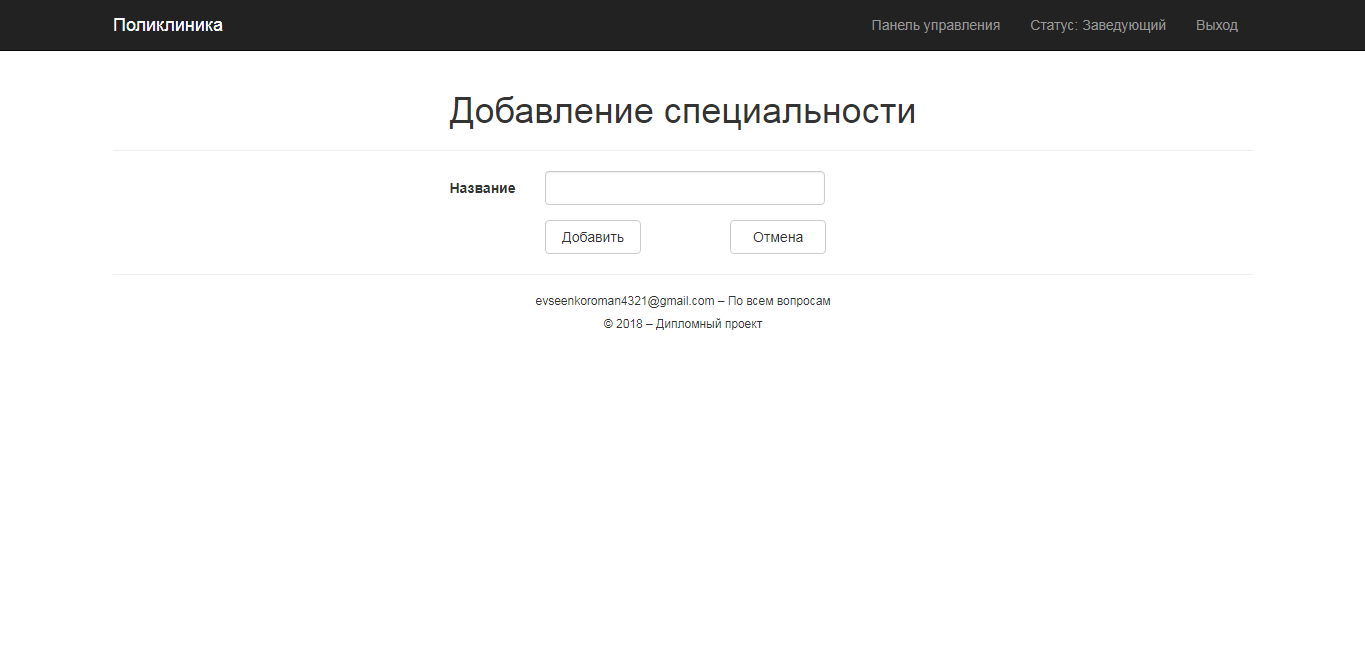 Поликлиника Панель управления Статус: Заведующий Выход
Добавление специальности
Название
Добавить Отмена
evseenkoroman4321@gmail.com – По всем вопросам
© 2018 – Дипломный проект